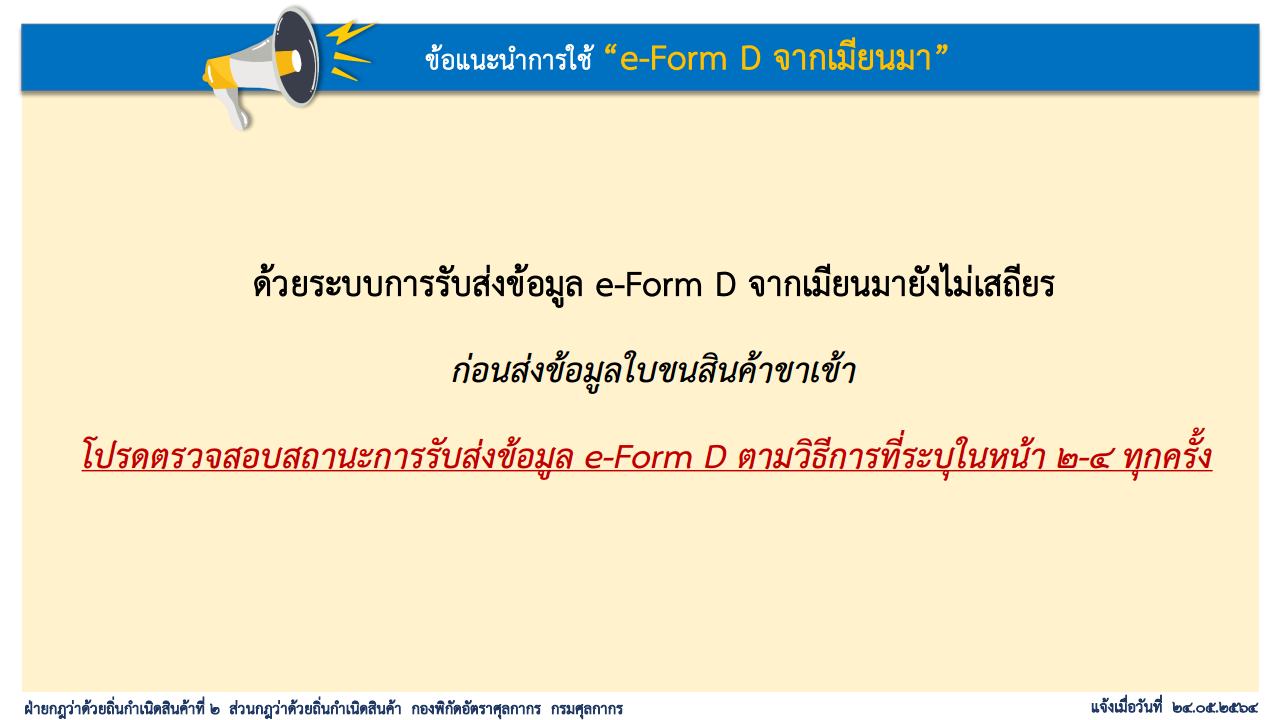 ข้อแนะนำการใช้ “e-Form D จากเมียนมา”
ด้วยระบบการรับส่งข้อมูล e-Form D จากเมียนมายังไม่เสถียร
ก่อนส่งข้อมูลใบขนสินค้าขาเข้า
โปรดตรวจสอบสถานะการรับส่งข้อมูล e-Form D ตามวิธีการที่ระบุในหน้า ๒-๔ ทุกครั้ง
ฝ่ายกฎว่าด้วยถิ่นกำเนิดสินค้าที่ ๒ ส่วนกฎว่าด้วยถิ่นกำเนิดสินค้า กองพิกัดอัตราศุลกากร กรมศุลกากร
แจ้งเมื่อวันที่ ๒๔.๐๕.๒๕๖๔